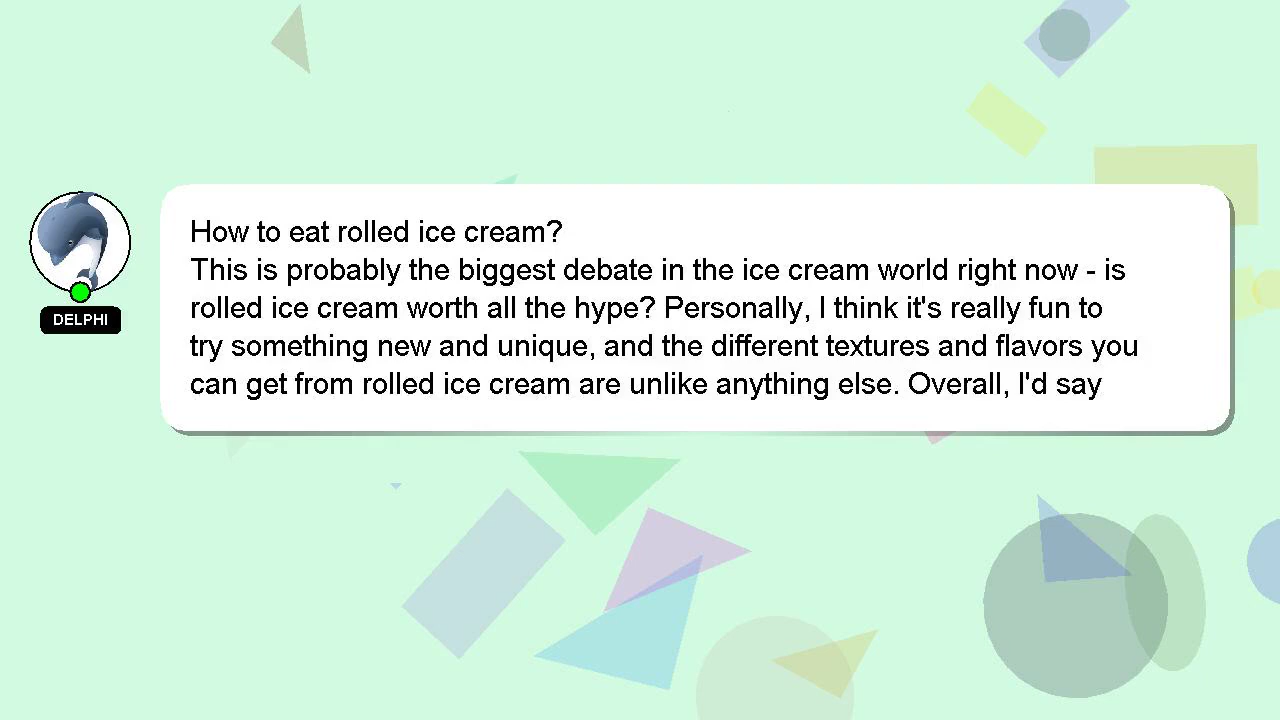 How to eat rolled ice cream?
This is probably the biggest debate in the ice cream world right now - is
rolled ice cream worth all the hype? Personally, I think it's really fun to
try something new and unique, and the different textures and flavors you
can get from rolled ice cream are unlike anything else. Overall, I'd say
DELPHI